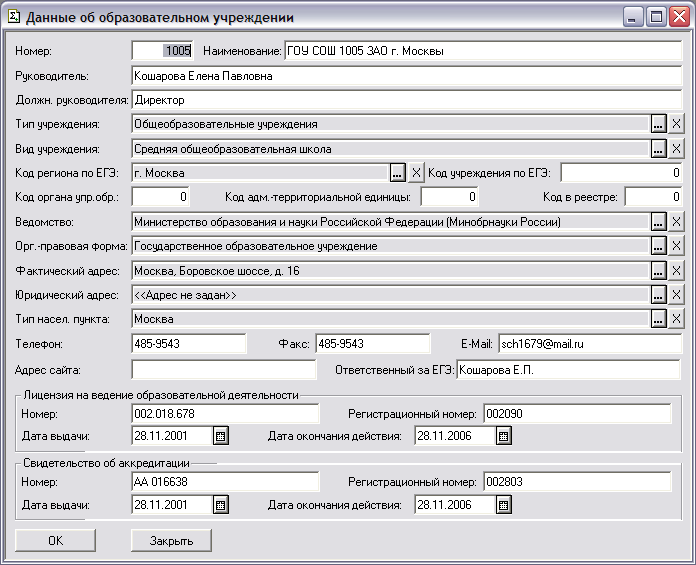 Данные об образовательном учреждении
Номер: 1005 Наименование: ГОУ СОШ 1005 ЗАО г. Москвы
Руководитель: Кошарова Елена Павловна
Должн. руководителя: Директор
Тип учреждения: Общеобразовательные учреждения ... X
Вид учреждения: Средняя общеобразовательная школа ... X
Код региона по ЕГЭ: г. Москва ... X Код учреждения по ЕГЭ: 0
Код органа упр.обр.: 0 Код адм.-территориальной единицы: 0 Код в реестре: 0
Ведомство: Министерство образования и науки Российской Федерации (Минобрнауки России) ... X
Орг.-правовая форма: Государственное образовательное учреждение ... X
Фактический адрес: Москва, Боровское шоссе, д. 16 ... X
Юридический адрес: <<Адрес не задан>> ... X
Тип насел. пункта: Москва ... X
Телефон: 485-9543 Факс: 485-9543 E-Mail: sch1679@mail.ru
Адрес сайта: Ответственный за ЕГЭ: Кошарова Е.П.
Лицензия на ведение образовательной деятельности
Номер: 002.018.678 Регистрационный номер: 002090
Дата выдачи: 28.11.2001 Дата окончания действия: 28.11.2006
Свидетельство об аккредитации
Номер: АА 016638 Регистрационный номер: 002803
Дата выдачи: 28.11.2001 Дата окончания действия: 28.11.2006
ОК Закрыть